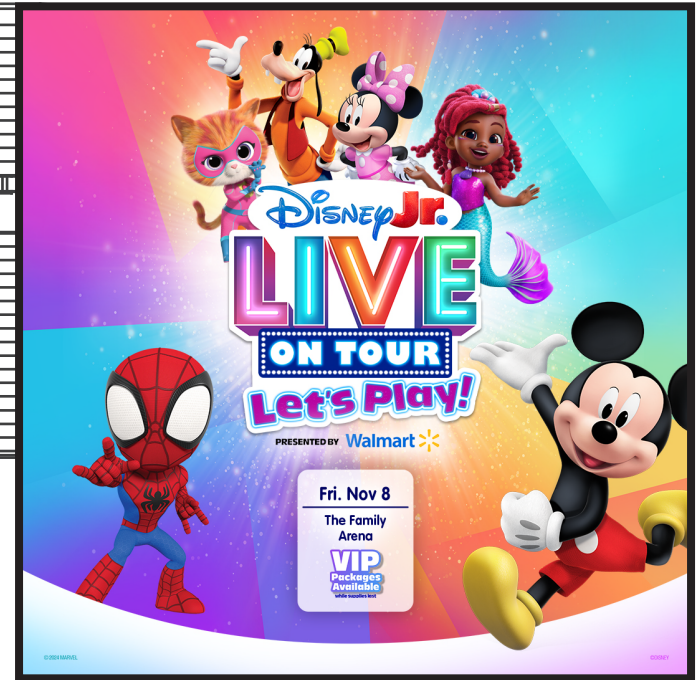 Disney Jr.
LIVE
ON TOUR
Let's Play!
PRESENTED BY Walmart
Fri. Nov 8
The Family
Arena
VIP
Packages
Available
while supplies last
© 2024 MARVEL
©DISNEY